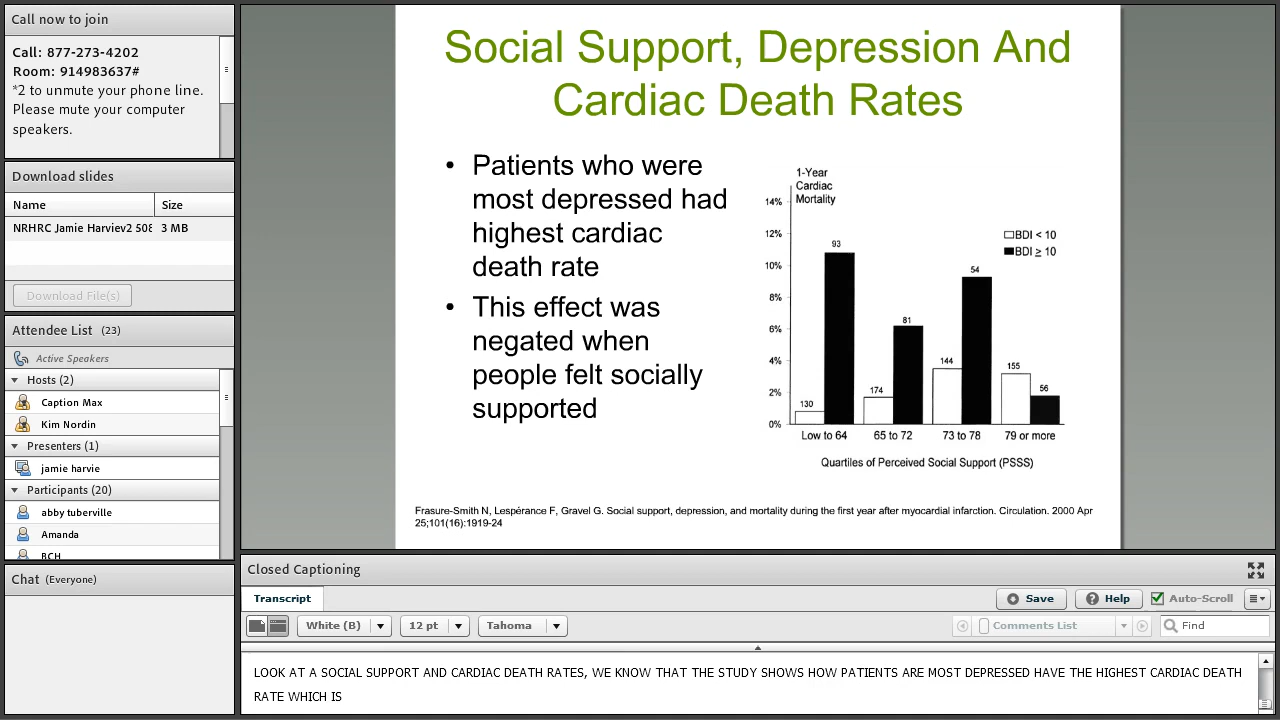 Call now to join
Call: 877-273-4202
Room: 914983637#
*2 to unmute your phone line.
Please mute your computer
speakers.
Download slides
Name Size
NRHRC Jamie Harviev2 508 3 MB
Download File(s)
Attendee List (23)
Active Speakers
Hosts (2)
Caption Max
Kim Nordin
Presenters (1)
jamie harvie
Participants (20)
abby tuberville
Amanda
BCH
Chat (Everyone)
Social Support, Depression And
Cardiac Death Rates
• Patients who were
most depressed had
highest cardiac
death rate
• This effect was
negated when
people felt socially
supported
1-Year
Cardiac
Mortality
14%
12%
10%
8%
6%
4%
2%
0%
BDI < 10
BDI ≥ 10
130 93 174 81 144 54 155 56
Low to 64 65 to 72 73 to 78 79 or more
Quartiles of Perceived Social Support (PSSS)
Frasure-Smith N, Lespérance F, Gravel G. Social support, depression, and mortality during the first year after myocardial infarction. Circulation. 2000 Apr
25;101(16):1919-24
Closed Captioning
Transcript Save Help Auto-Scroll
White (B) 12 pt Tahoma Comments List Find
LOOK AT A SOCIAL SUPPORT AND CARDIAC DEATH RATES, WE KNOW THAT THE STUDY SHOWS HOW PATIENTS ARE MOST DEPRESSED HAVE THE HIGHEST CARDIAC DEATH
RATE WHICH IS